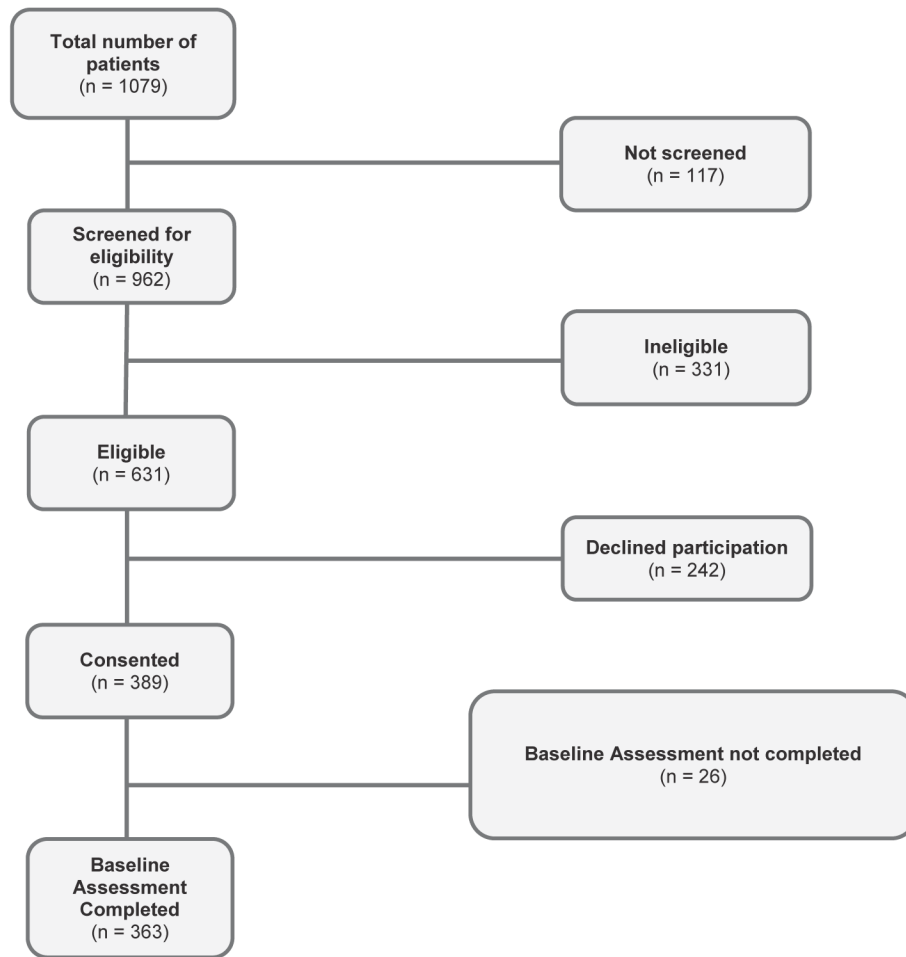 Total number of
patients
(n = 1079)
Not screened
(n = 117)
Screened for
eligibility
(n = 962)
Ineligible
(n = 331)
Eligible
(n = 631)
Declined participation
(n = 242)
Consented
(n = 389)
Baseline Assessment not completed
(n = 26)
Baseline
Assessment
Completed
(n = 363)